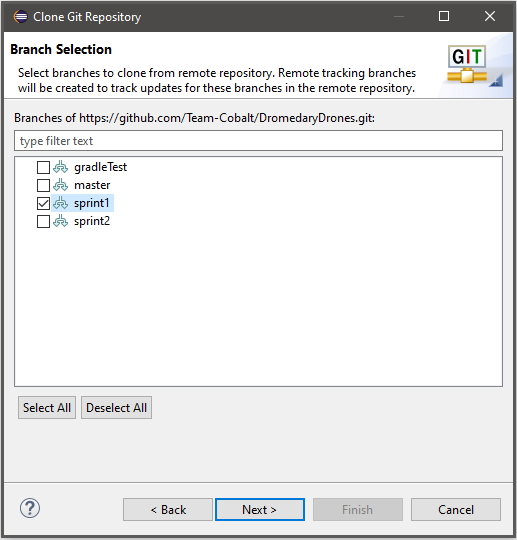 Clone Git Repository
Branch Selection
Select branches to clone from remote repository. Remote tracking branches
will be created to track updates for these branches in the remote repository.
GIT
Branches of https://github.com/Team-Cobalt/DromedaryDrones.git:
type filter text
gradleTest
master
sprint1
sprint2
Select All
Deselect All
?
< Back
Next >
Finish
Cancel